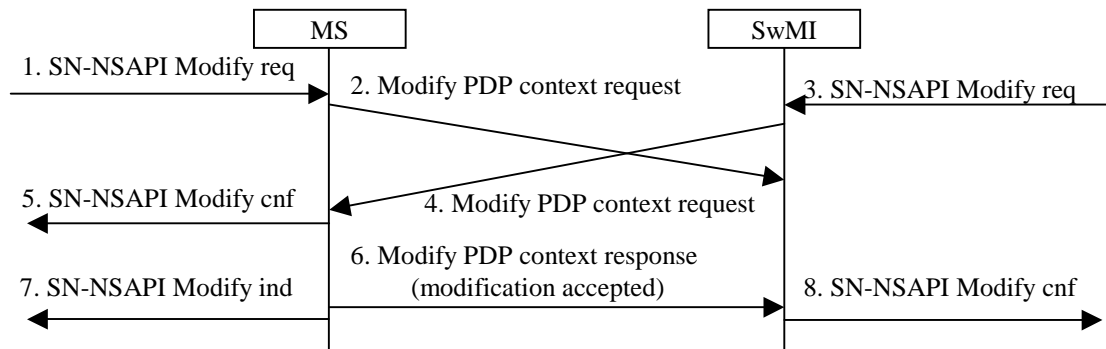 MS
SwMI
1. SN-NSAPI Modify req
2. Modify PDP context request
3. SN-NSAPI Modify req
5. SN-NSAPI Modify cnf
4. Modify PDP context request
6. Modify PDP context response
(modification accepted)
7. SN-NSAPI Modify ind
8. SN-NSAPI Modify cnf